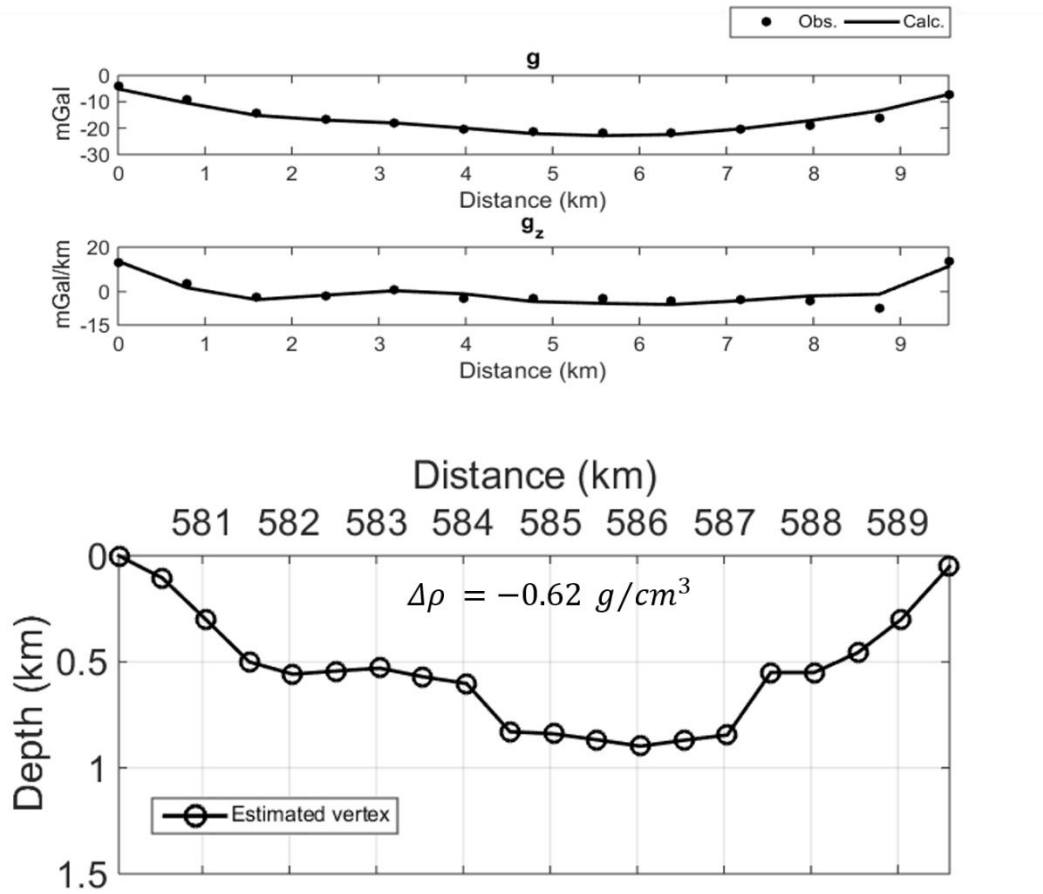 Obs. Calc.
g
0
-10
-20
-30
mGal
0 1 2 3 4 5 6 7 8 9
Distance (km)
g_z
20
0
-15
mGal/km
0 1 2 3 4 5 6 7 8 9
Distance (km)
Distance (km)
581 582 583 584 585 586 587 588 589
0
0.5
1
1.5
Depth (km)
Δρ = −0.62 g/cm³
Estimated vertex